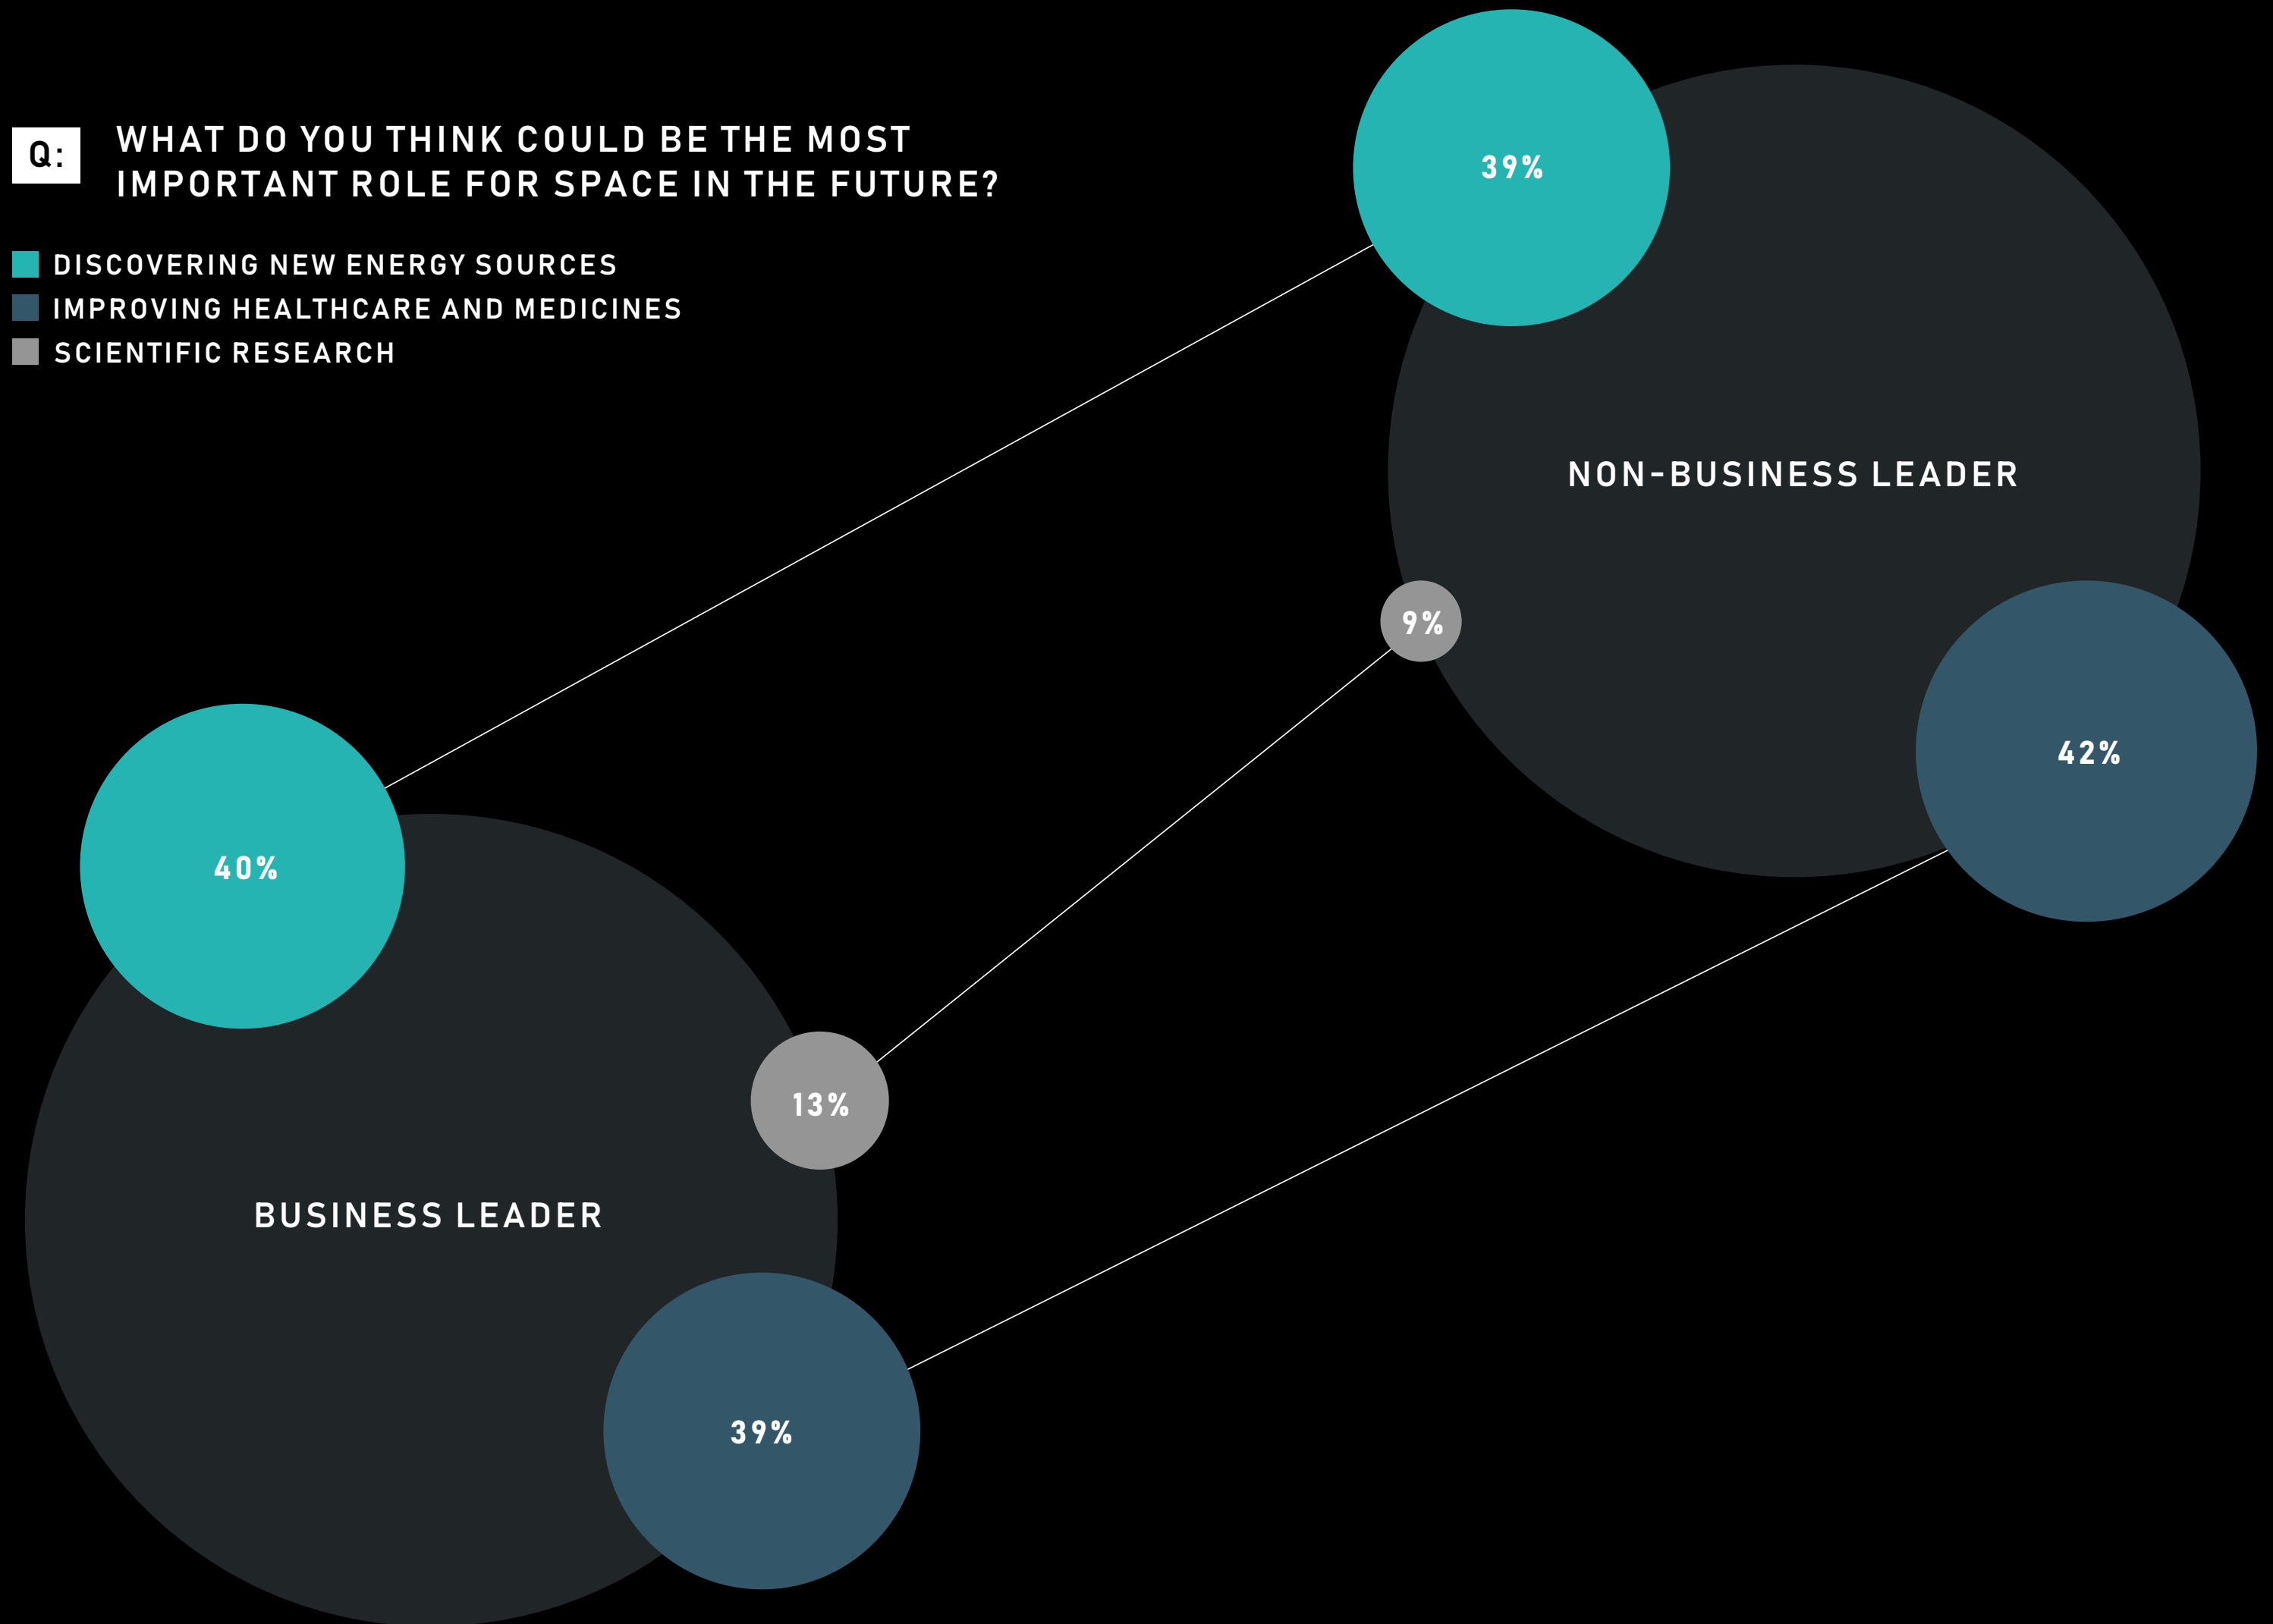 Q:
WHAT DO YOU THINK COULD BE THE MOST
IMPORTANT ROLE FOR SPACE IN THE FUTURE?
DISCOVERING NEW ENERGY SOURCES
IMPROVING HEALTHCARE AND MEDICINES
SCIENTIFIC RESEARCH
39%
NON-BUSINESS LEADER
9%
42%
40%
13%
BUSINESS LEADER
39%